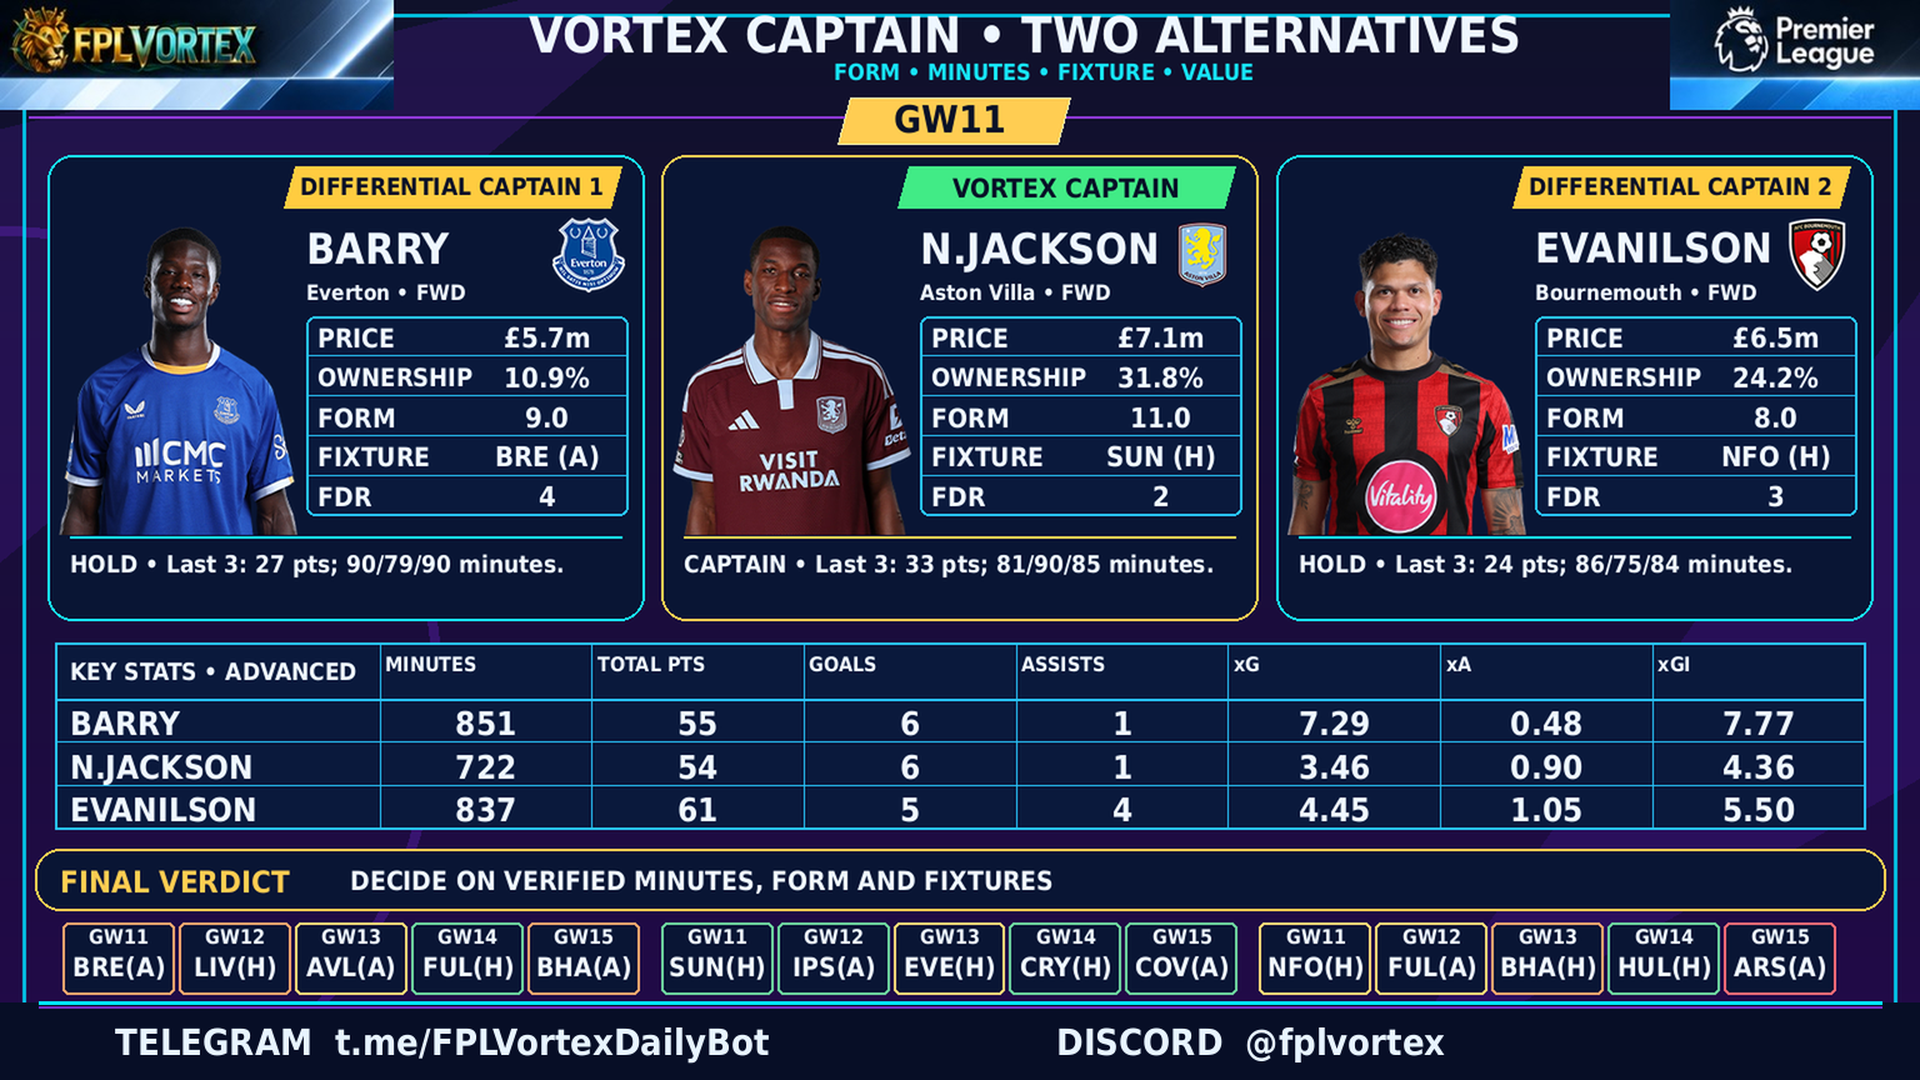 FPLVORTEX
VORTEX CAPTAIN • TWO ALTERNATIVES
Premier
League
FORM • MINUTES • FIXTURE • VALUE
GW11
DIFFERENTIAL CAPTAIN 1
BARRY
Everton
Everton • FWD
PRICE £5.7m
OWNERSHIP 10.9%
FORM 9.0
FIXTURE BRE (A)
FDR 4
CMC
MARKETS
HOLD • Last 3: 27 pts; 90/79/90 minutes.
VORTEX CAPTAIN
N.JACKSON
ASTON VILLA
Aston Villa • FWD
PRICE £7.1m
OWNERSHIP 31.8%
FORM 11.0
FIXTURE SUN (H)
FDR 2
VISIT
RWANDA
CAPTAIN • Last 3: 33 pts; 81/90/85 minutes.
DIFFERENTIAL CAPTAIN 2
EVANILSON
Bournemouth • FWD
PRICE £6.5m
OWNERSHIP 24.2%
FORM 8.0
FIXTURE NFO (H)
FDR 3
Vitality
HOLD • Last 3: 24 pts; 86/75/84 minutes.
KEY STATS • ADVANCED MINUTES TOTAL PTS GOALS ASSISTS xG xA xGI
BARRY 851 55 6 1 7.29 0.48 7.77
N.JACKSON 722 54 6 1 3.46 0.90 4.36
EVANILSON 837 61 5 4 4.45 1.05 5.50
FINAL VERDICT DECIDE ON VERIFIED MINUTES, FORM AND FIXTURES
GW11 GW12 GW13 GW14 GW15 GW11 GW12 GW13 GW14 GW15 GW11 GW12 GW13 GW14 GW15
BRE(A) LIV(H) AVL(A) FUL(H) BHA(A) SUN(H) IPS(A) EVE(H) CRY(H) COV(A) NFO(H) FUL(A) BHA(H) HUL(H) ARS(A)
TELEGRAM t.me/FPLVortexDailyBot DISCORD @fplvortex